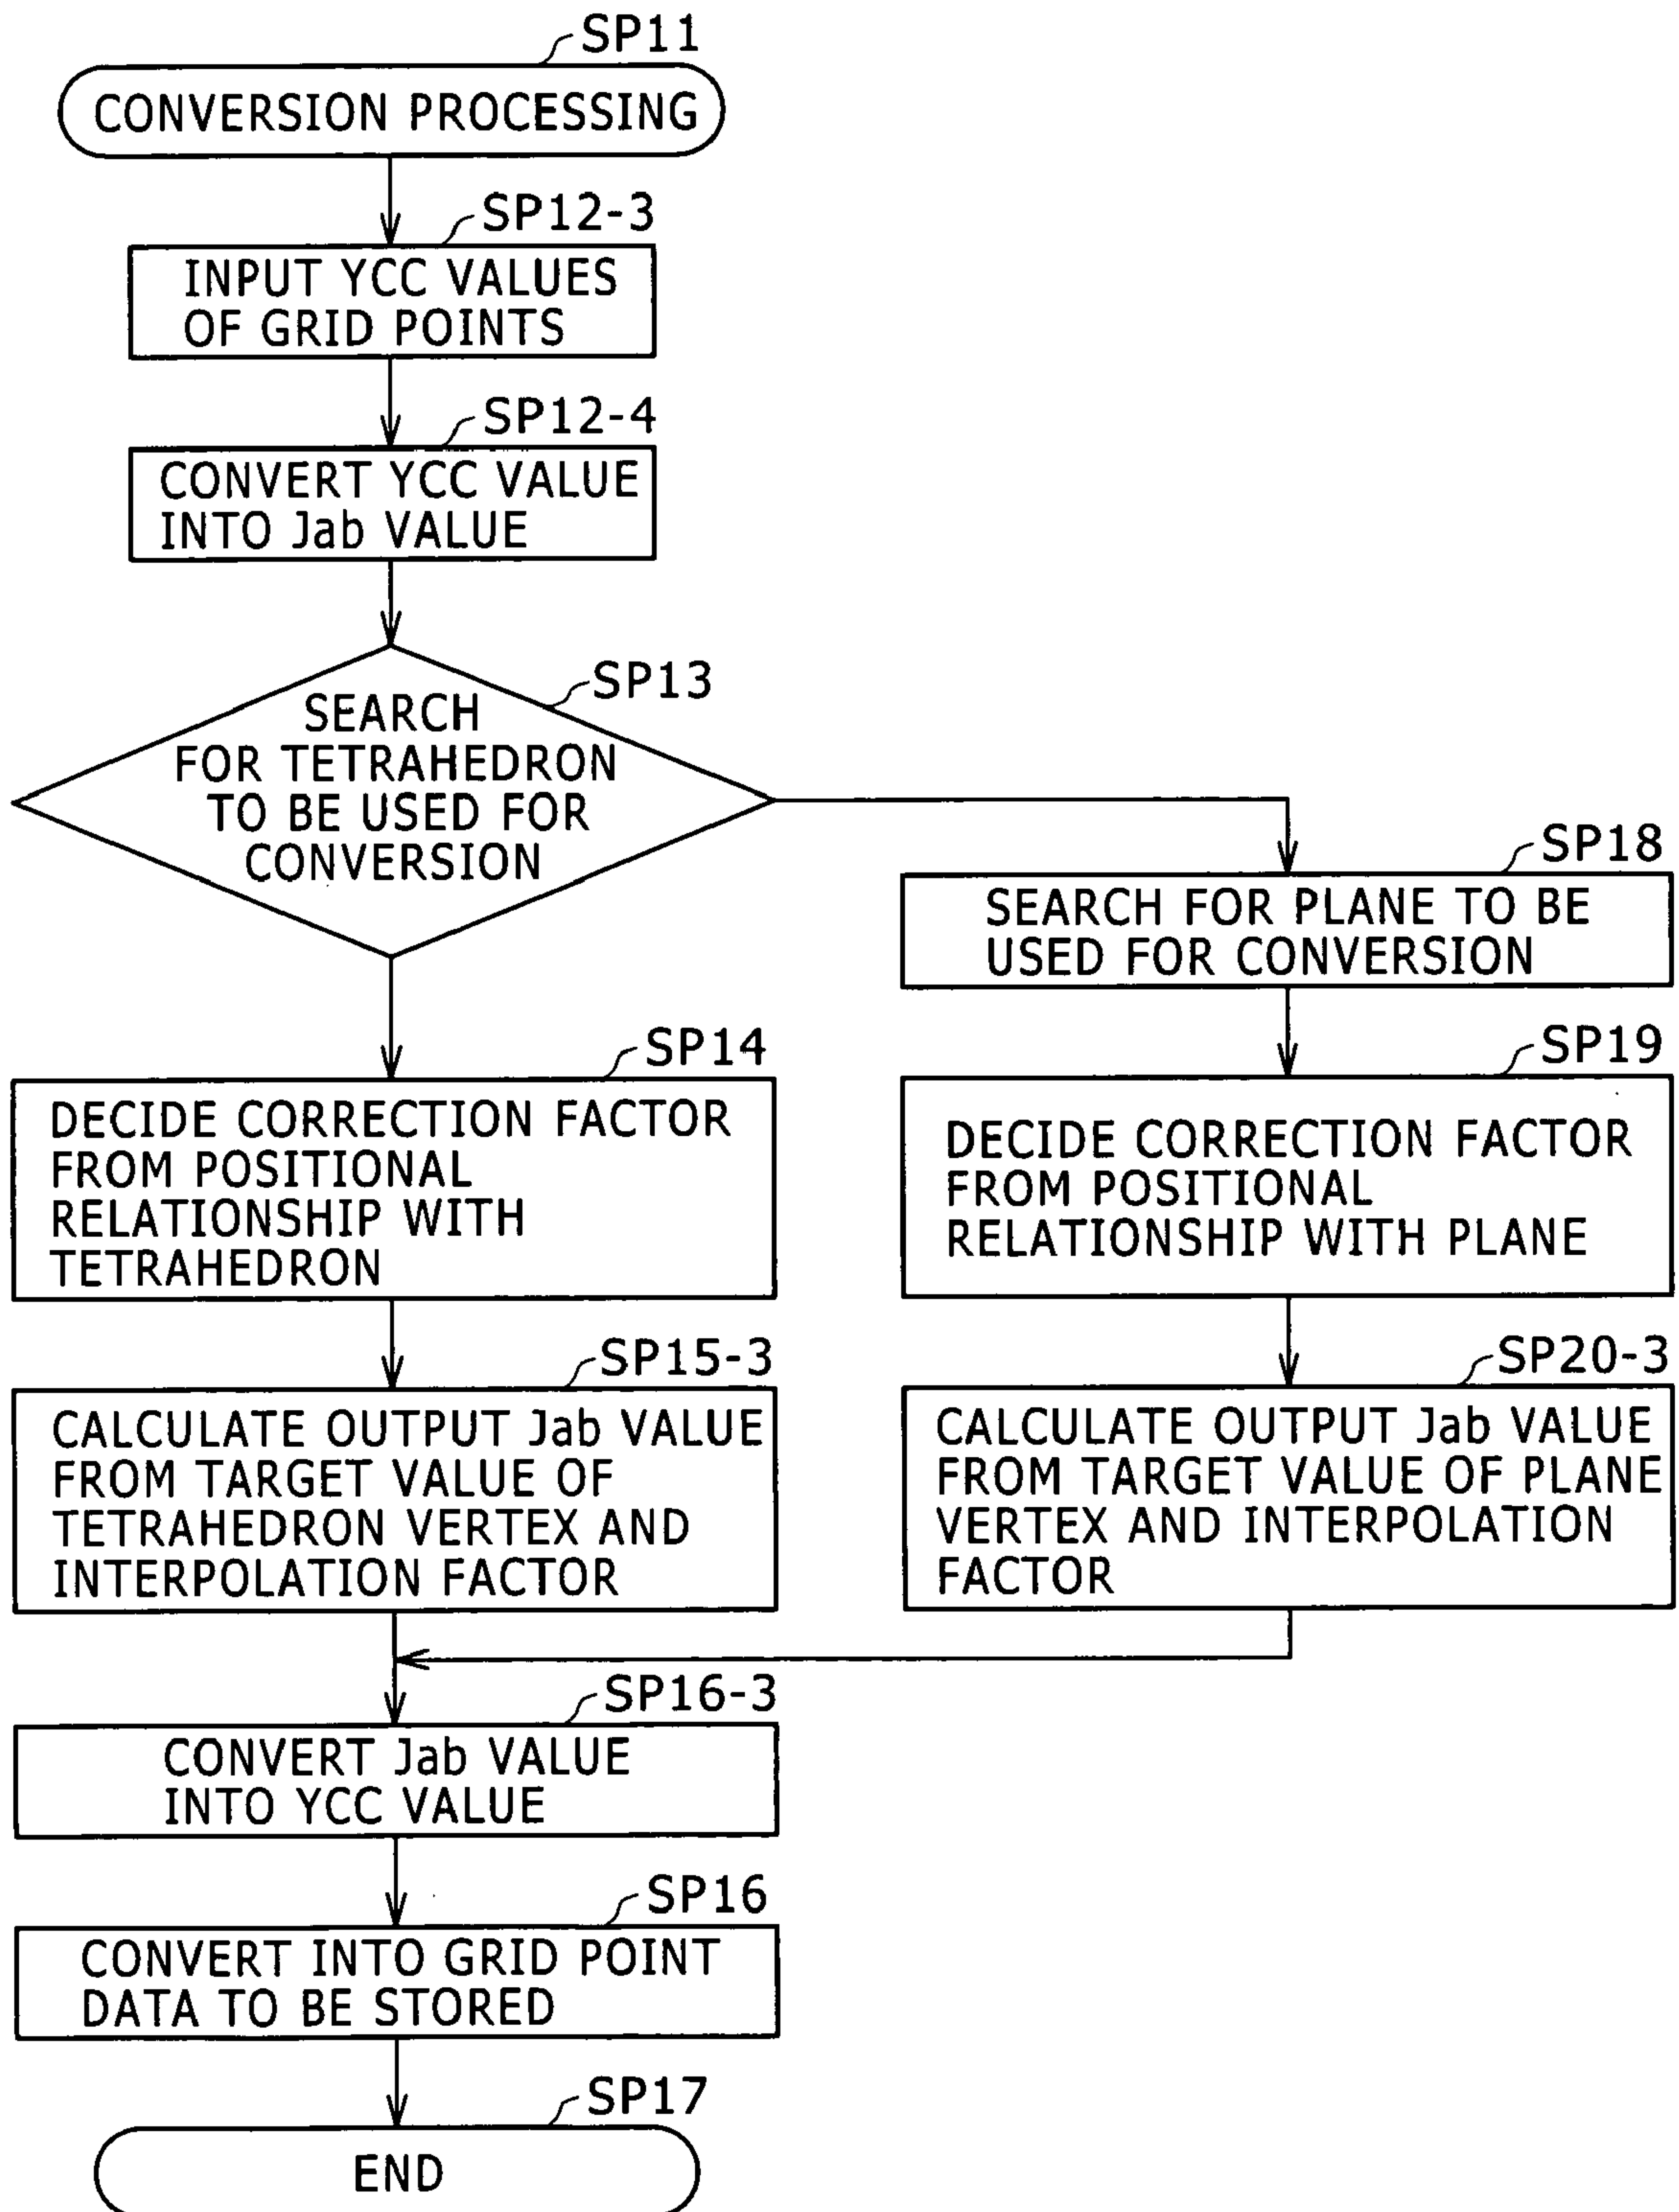 SP11
CONVERSION PROCESSING
SP12-3
INPUT YCC VALUES
OF GRID POINTS
SP12-4
CONVERT YCC VALUE
INTO Jab VALUE
SP13
SEARCH
FOR TETRAHEDRON
TO BE USED FOR
CONVERSION
SP14
DECIDE CORRECTION FACTOR
FROM POSITIONAL
RELATIONSHIP WITH
TETRAHEDRON
SP15-3
CALCULATE OUTPUT Jab VALUE
FROM TARGET VALUE OF
TETRAHEDRON VERTEX AND
INTERPOLATION FACTOR
SP18
SEARCH FOR PLANE TO BE
USED FOR CONVERSION
SP19
DECIDE CORRECTION FACTOR
FROM POSITIONAL
RELATIONSHIP WITH PLANE
SP20-3
CALCULATE OUTPUT Jab VALUE
FROM TARGET VALUE OF PLANE
VERTEX AND INTERPOLATION
FACTOR
SP16-3
CONVERT Jab VALUE
INTO YCC VALUE
SP16
CONVERT INTO GRID POINT
DATA TO BE STORED
SP17
END